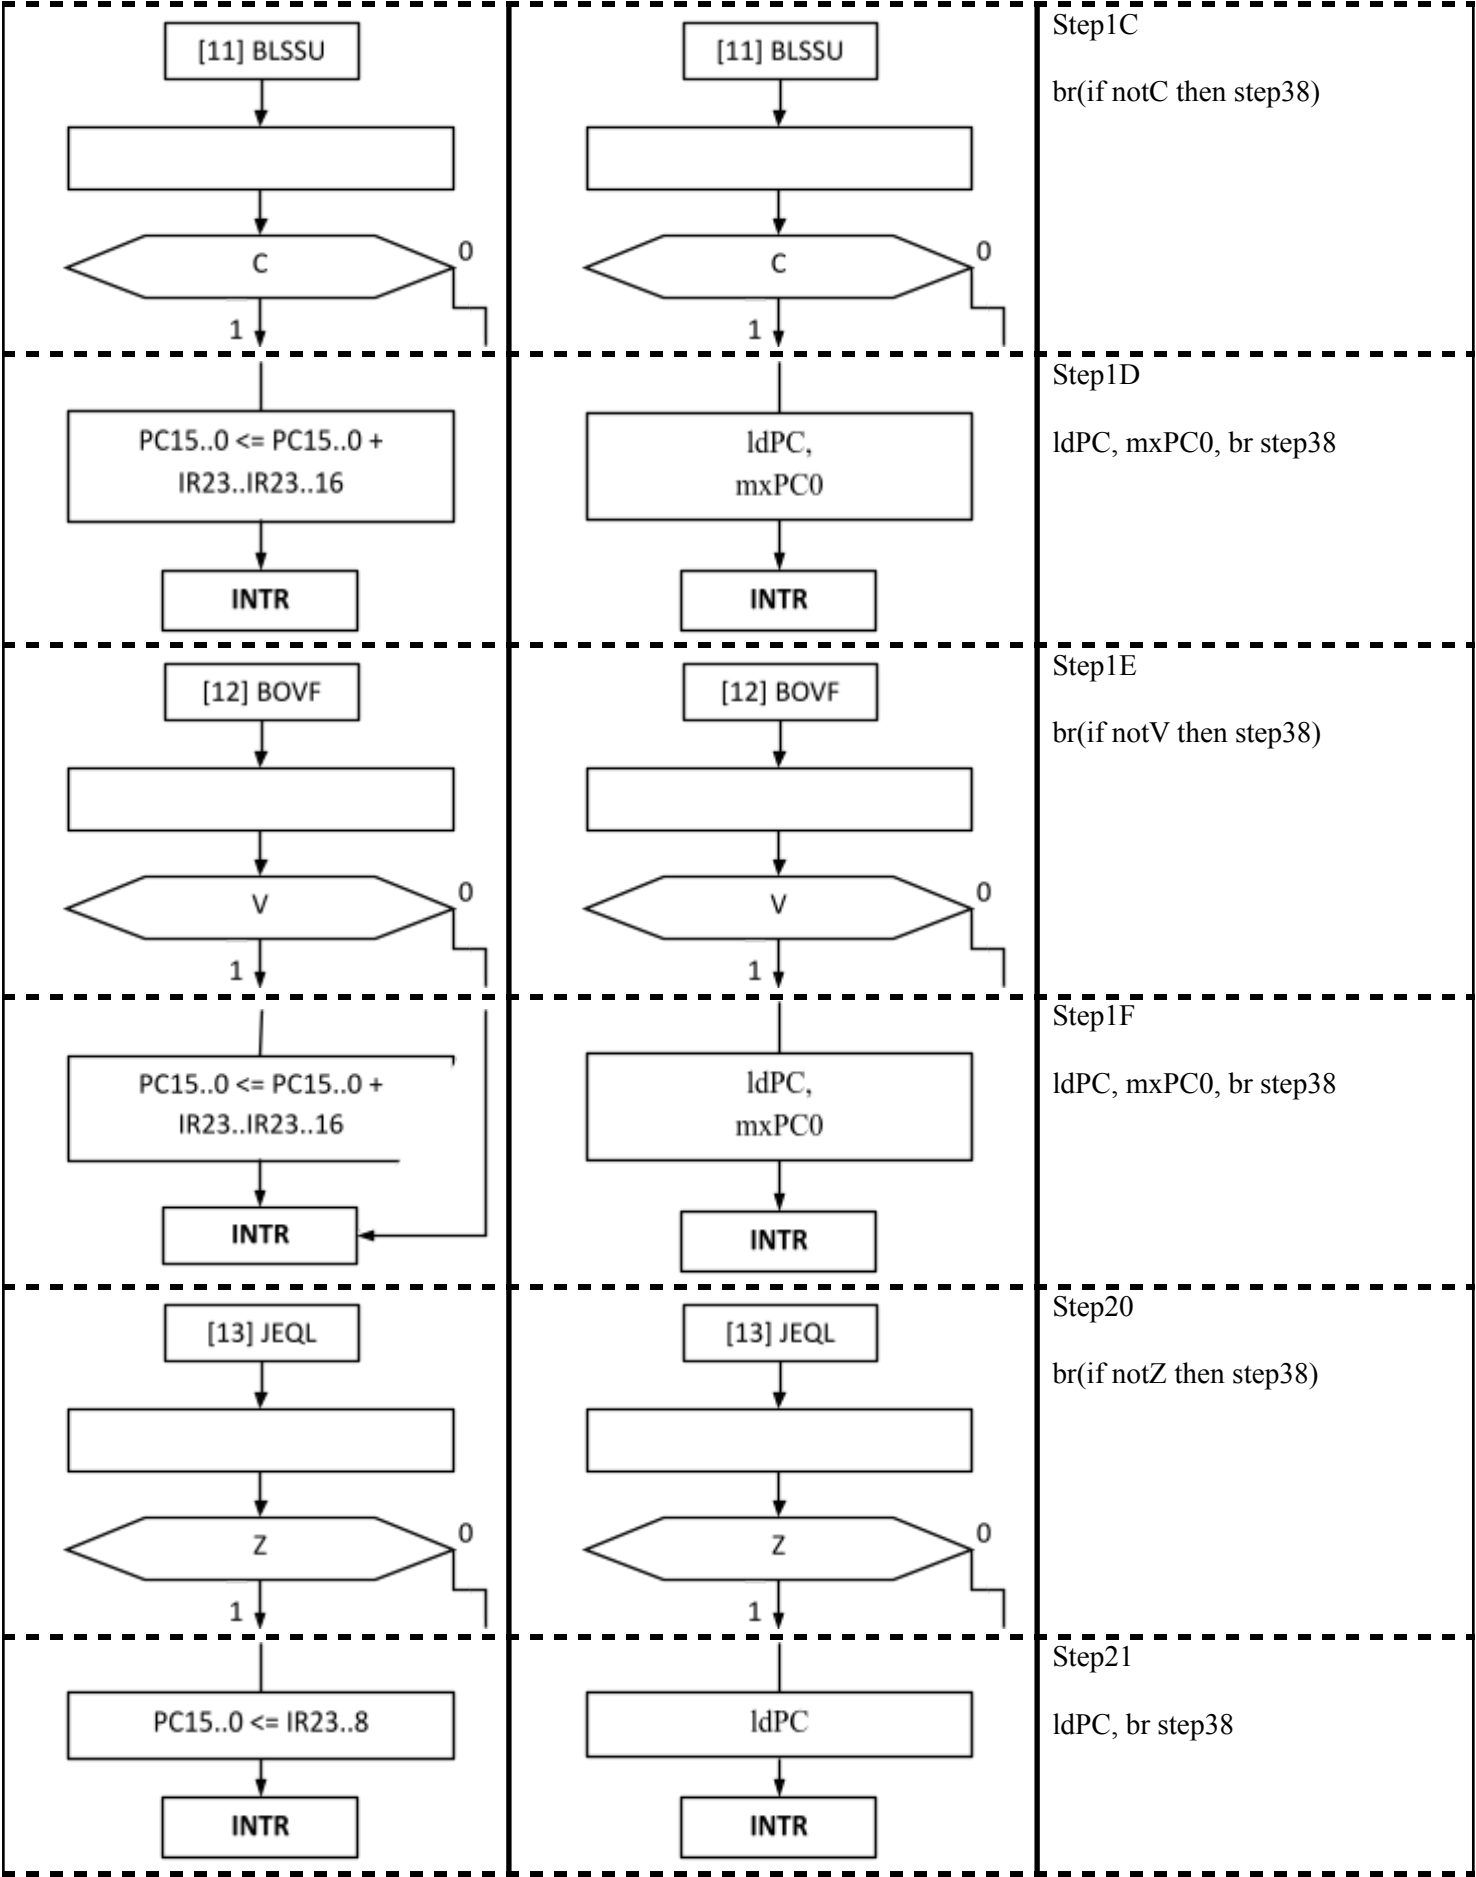 [11] BLSSU
C
0
1
[11] BLSSU
C
0
1
Step1C
br(if notC then step38)
PC15..0 <= PC15..0 +
IR23..IR23..16
INTR
ldPC,
mxPC0
INTR
Step1D
ldPC, mxPC0, br step38
[12] BOVF
V
0
1
[12] BOVF
V
0
1
Step1E
br(if notV then step38)
PC15..0 <= PC15..0 +
IR23..IR23..16
INTR
ldPC,
mxPC0
INTR
Step1F
ldPC, mxPC0, br step38
[13] JEQL
Z
0
1
[13] JEQL
Z
0
1
Step20
br(if notZ then step38)
PC15..0 <= IR23..8
INTR
ldPC
INTR
Step21
ldPC, br step38